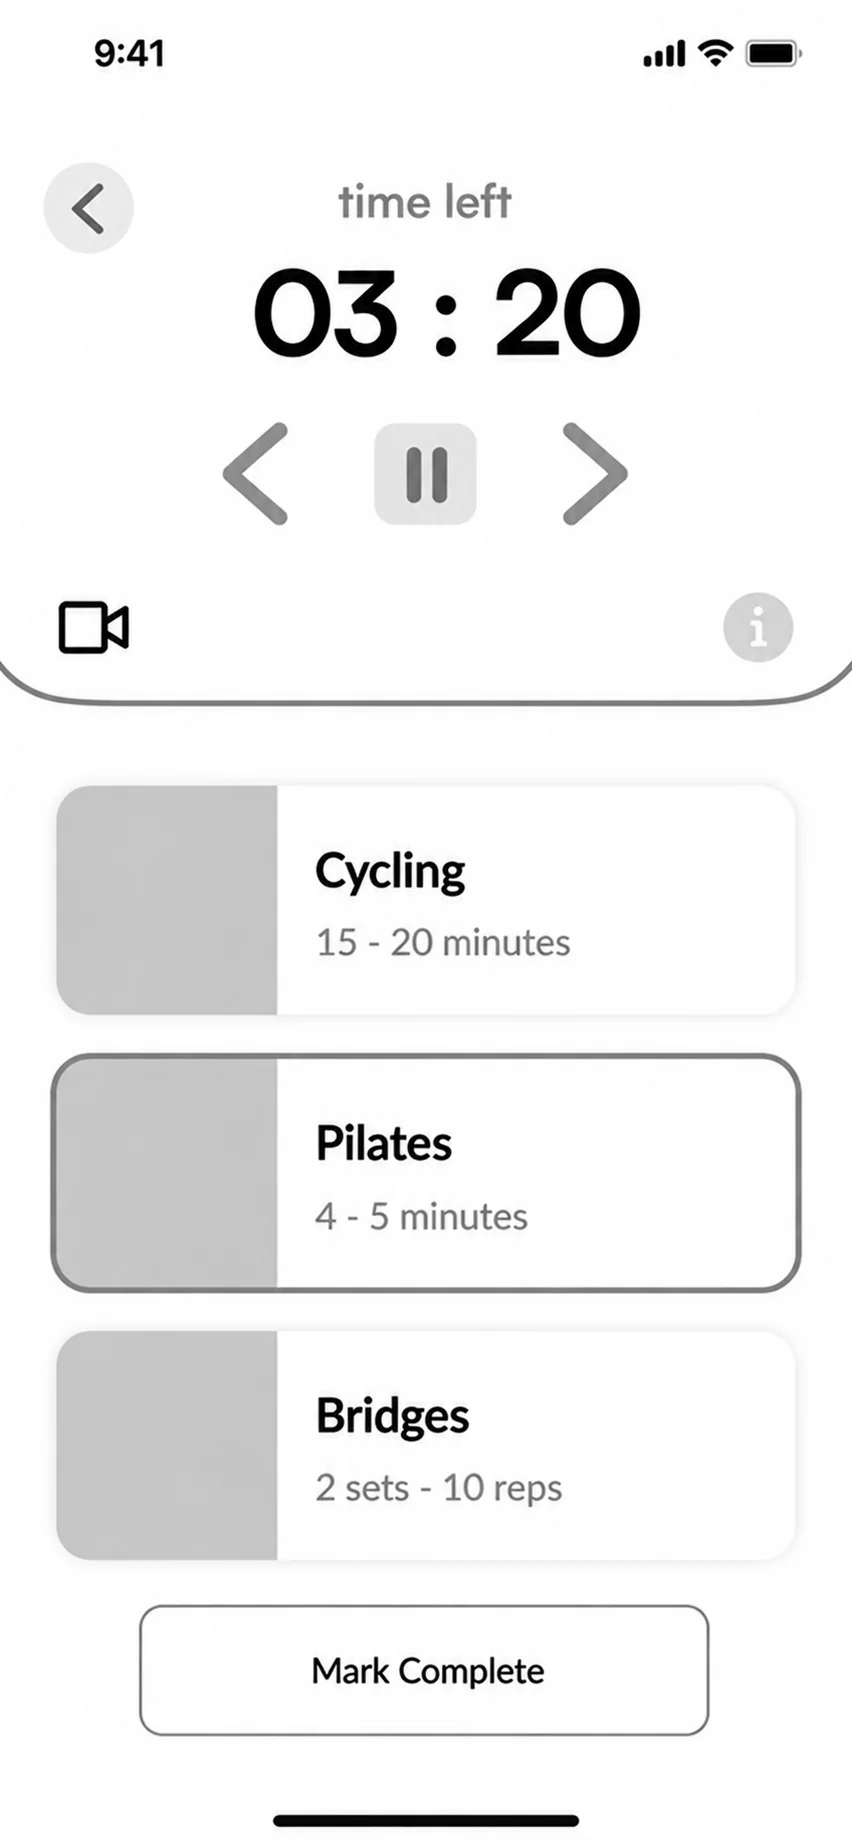 9:41
time left
03 : 20
Cycling
15 - 20 minutes
Pilates
4 - 5 minutes
Bridges
2 sets - 10 reps
Mark Complete